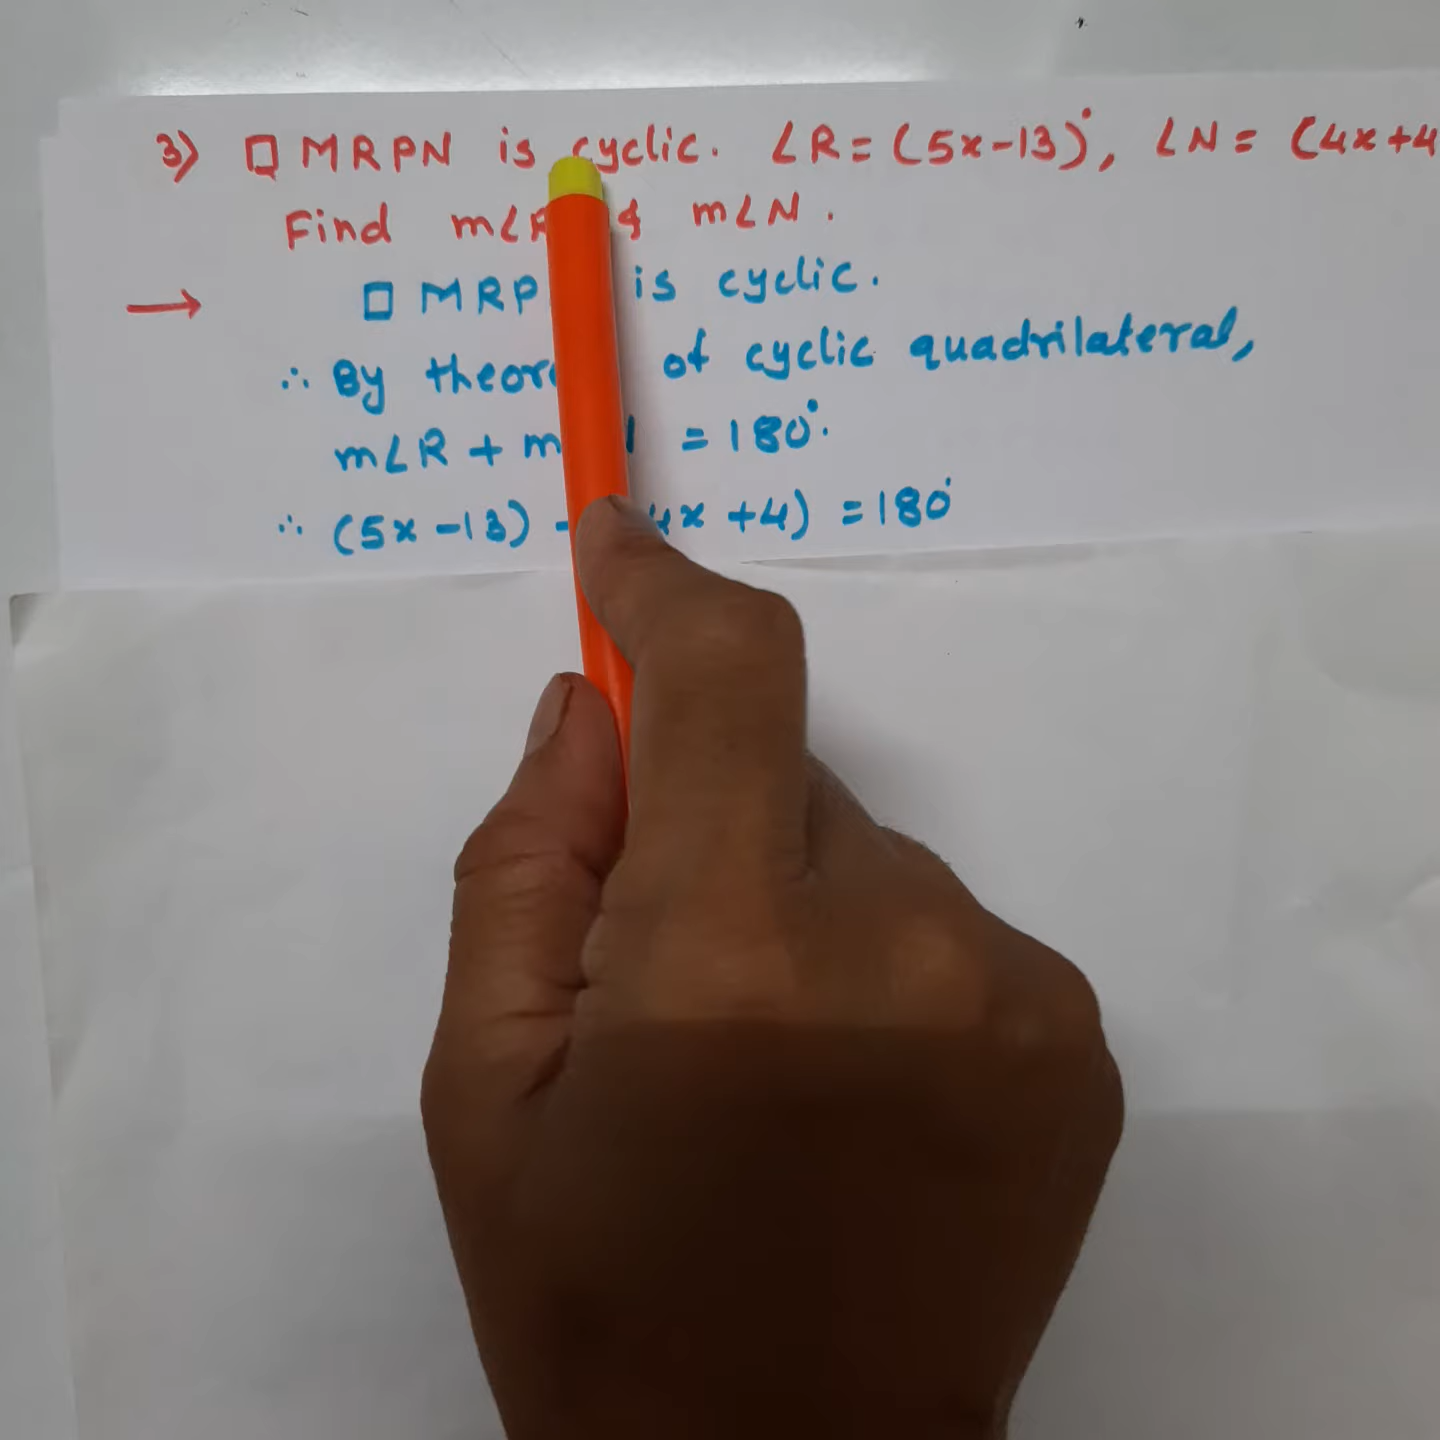 3) □ MRPN is cyclic. ∠R = (5x-13)°, ∠N = (4x+4
Find & m∠N.
□ MRP is cyclic.
∴ By of cyclic quadrilateral,
m∠R + m = 180°.
∴ (5x-13) 4x +4) = 180°